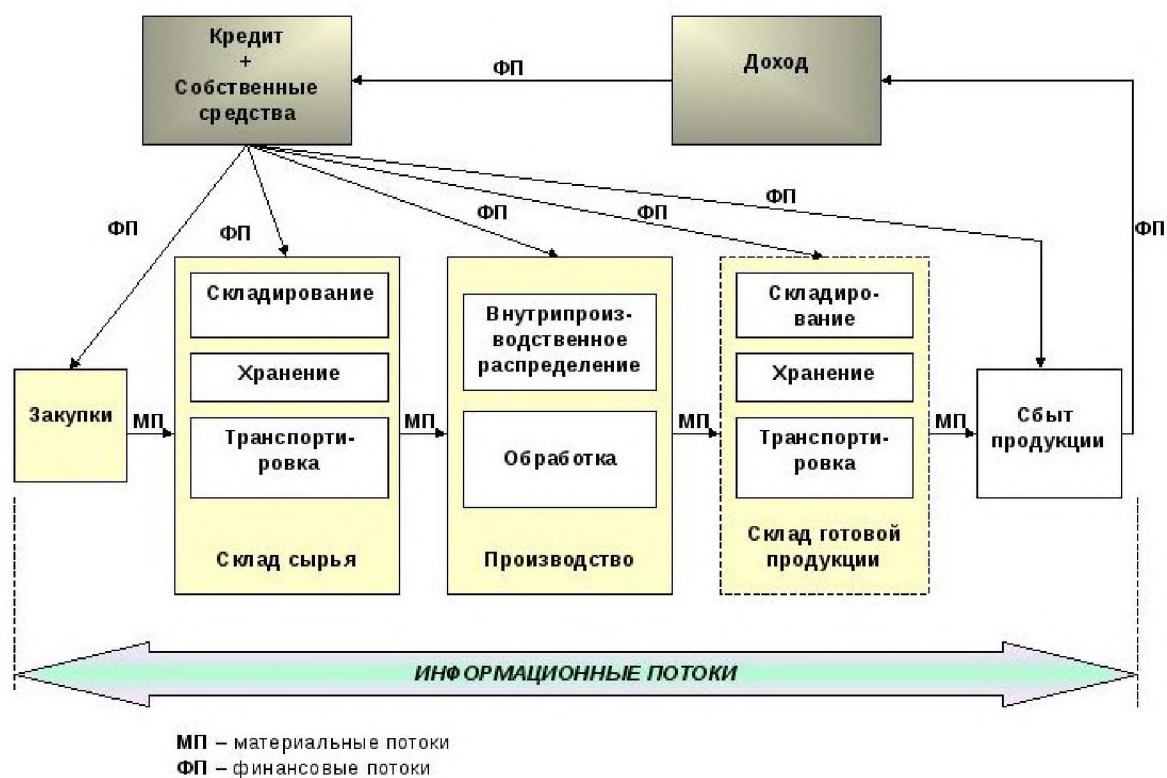 Кредит
+
Собственные
средства
ФП
Доход
ФП
ФП
ФП
ФП
ФП
ФП
Складирование
Хранение
Транспорти-
ровка
Склад сырья
Внутрипроиз-
водственное
распределение
Обработка
Производство
Складиро-
вание
Хранение
Транспорти-
ровка
Склад готовой
продукции
Закупки
МП
МП
МП
МП
Сбыт
продукции
ИНФОРМАЦИОННЫЕ ПОТОКИ
МП – материальные потоки
ФП – финансовые потоки